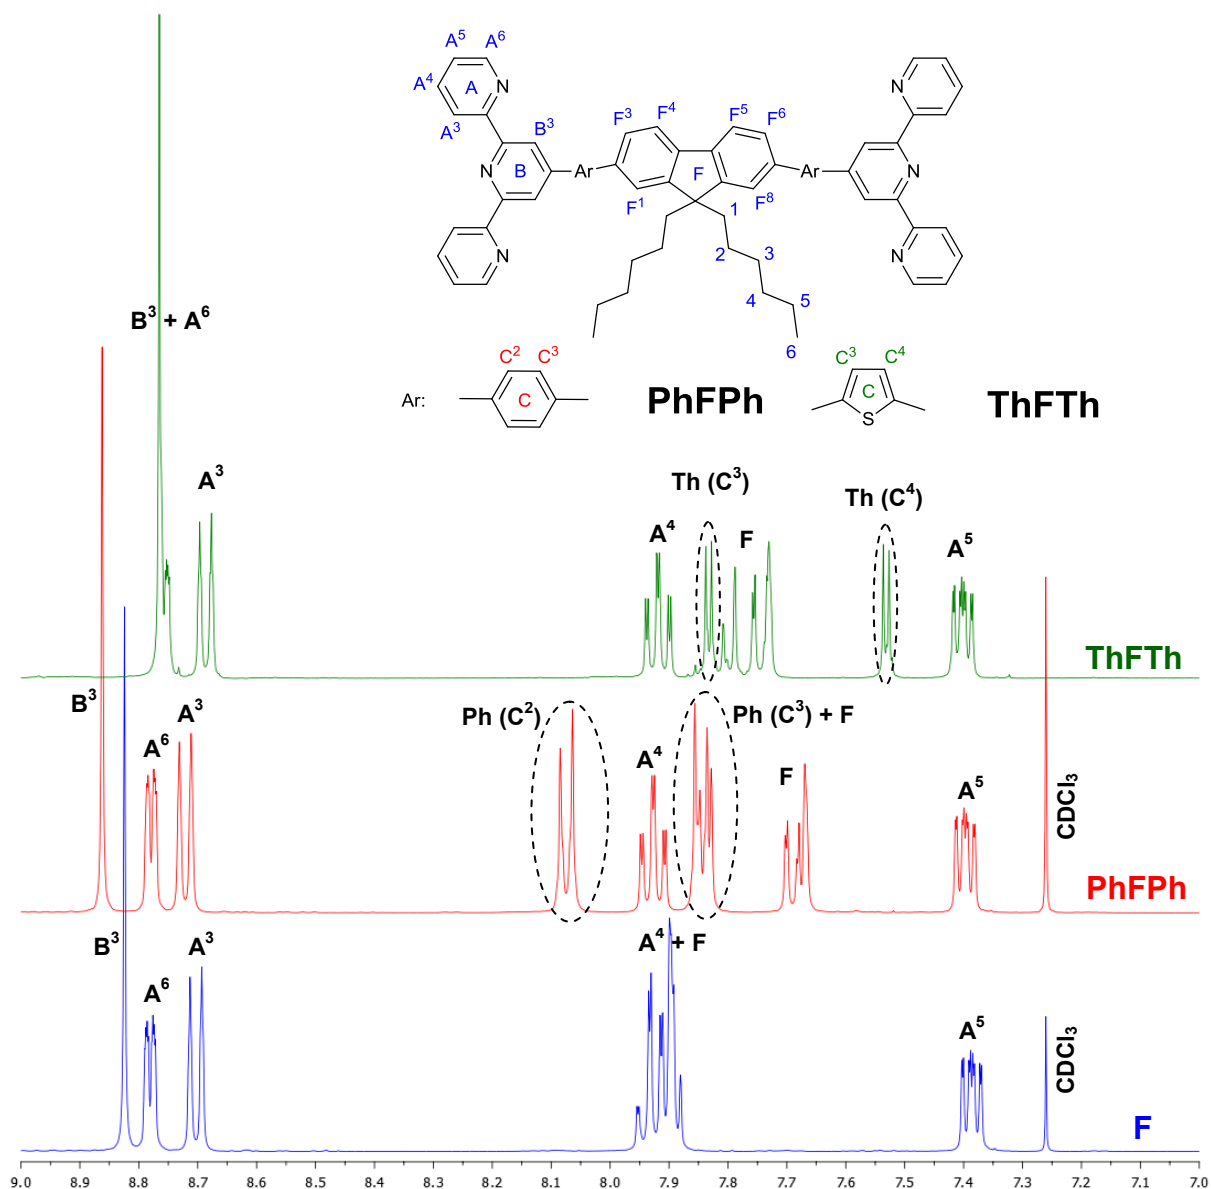 A⁵ A⁶
A⁴ A N N
A³ B³ F³ F⁴ F⁵ F⁶
N B Ar F Ar N
F¹ 1 F⁸
N 2 3 N
4 5
6
B³ + A⁶
C² C³ C³ C⁴
Ar: C PhFPh C S ThFTh
A³ Th (C³) Th (C⁴)
A⁴ F A⁵
ThFTh
B³ A³ Ph (C²) Ph (C³) + F
A⁶ A⁴ F A⁵ CDCl₃
PhFPh
B³ A³ A⁴ + F
A⁶ A⁵ CDCl₃
F
9.0 8.9 8.8 8.7 8.6 8.5 8.4 8.3 8.2 8.1 8.0 7.9 7.8 7.7 7.6 7.5 7.4 7.3 7.2 7.1 7.0